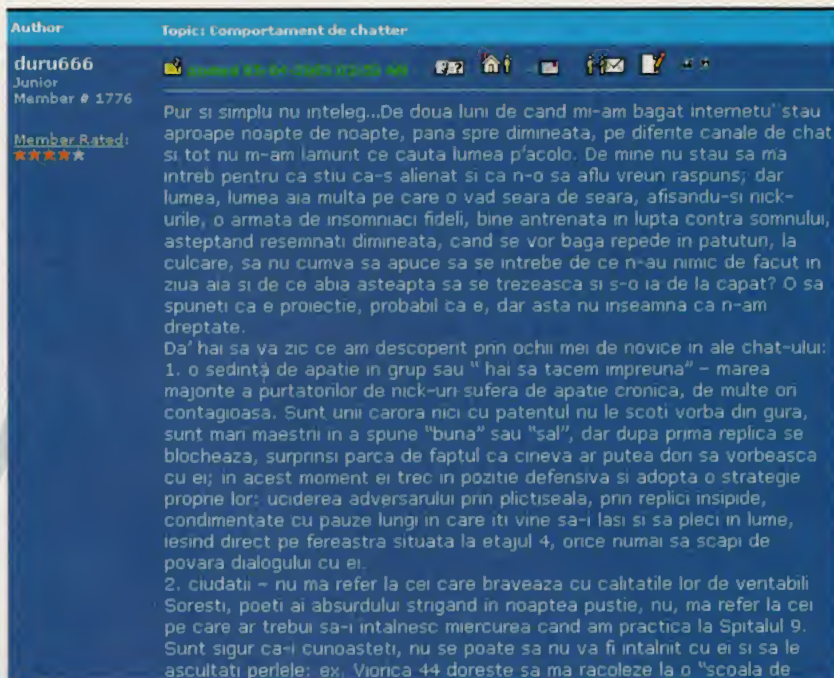 Author Topic: Comportament de chatter
duru666
Junior
Member # 1776
Member Rated:
Pur si simplu nu inteleg...De doua luni de cand mi-am bagat internetu' stau
aproape noapte de noapte, pana spre dimineata, pe difente canale de chat
si tot nu m-am lamurit ce cauta lumea p'acolo. De mine nu stau sa ma
intreb pentru ca stiu ca-s alienat si ca n-o sa aflu vreun raspuns; dar
lumea, lumea aia multa pe care o vad seara de seara, afisandu-si nick-
urile, o armata de insomniaci fideli, bine antrenata in lupta contra somnului,
asteptand resemnati dimineata, cand se vor baga repede in patuturi, la
culcare, sa nu cumva sa apuce sa se intrebe de ce n-au nimic de facut in
ziua aia si de ce abia asteapta sa se trezeasca si s-o ia de la capat? O sa
spuneti ca e proiectie, probabil ca e, dar asta nu inseamna ca n-am
dreptate.
Da' hai sa va zic ce am descoperit prin ochii mei de novice in ale chat-ului:
1. o sedintă de apatie in grup sau " hai sa tacem impreuna" – marea
majorite a purtatorilor de nick-uri sufera de apatie cronica, de multe ori
contagioasa. Sunt unii carora nici cu patentul nu le scoti vorba din gura,
sunt mari maestrii in a spune "buna" sau "sal", dar dupa prima replica se
blocheaza, surprinsi parca de faptul ca cineva ar putea dori sa vorbeasca
cu ei; in acest moment ei trec in pozitie defensiva si adopta o strategie
proprie lor: uciderea adversarului prin plictiseala, prin replici insipide,
condimentate cu pauze lungi in care iti vine sa-i lasi si sa pleci in lume,
iesind direct pe fereastra situata la etajul 4, orice numai sa scapi de
povara dialogului cu ei.
2. ciudatii – nu ma refer la cei care braveaza cu calitatile lor de veritabili
Soresti, poeti ai absurdului strigand in noaptea pustie, nu, ma refer la cei
pe care ar trebui sa-i intalnesc miercurea cand am practica la Spitalul 9.
Sunt sigur ca-i cunoasteti, nu se poate sa nu va fi intalnit cu ei si sa le
ascultati perlele: ex. Viorica 44 doreste sa ma racoleze la o "scoala de